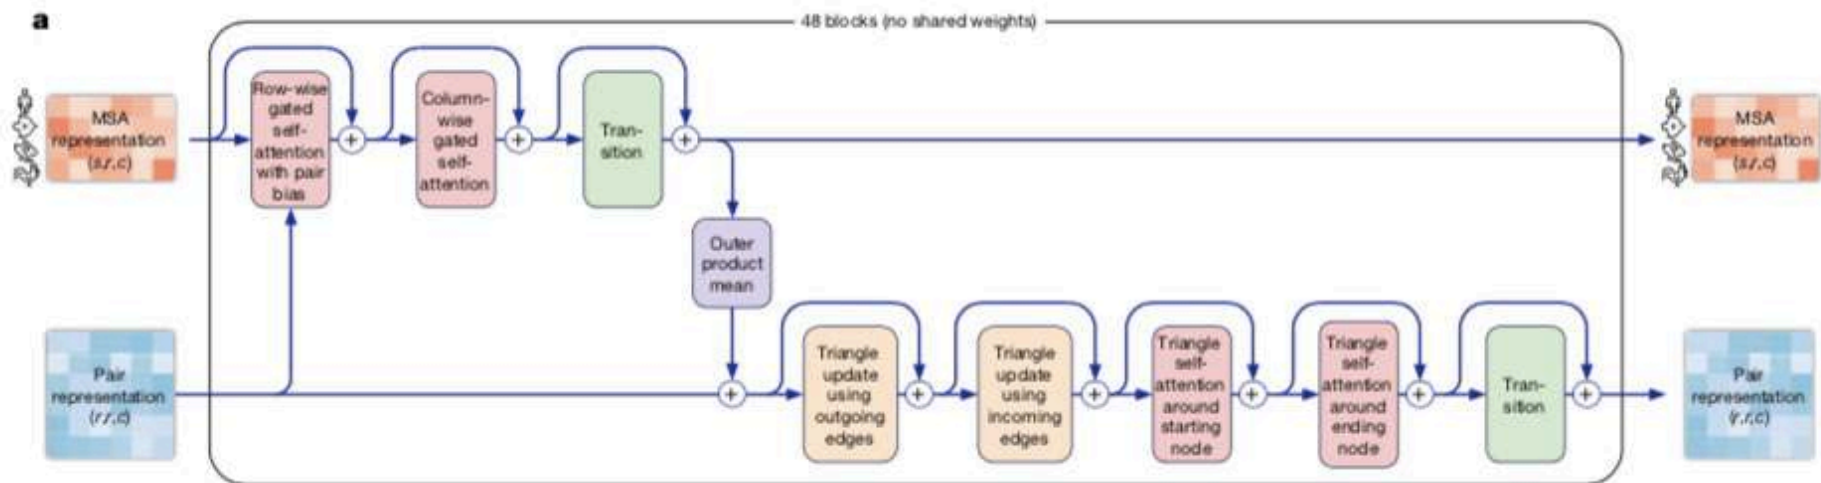 a
48 blocks (no shared weights)
MSA
representation
(s,r,c)
Row-wise
gated
self-
attention
with pair
bias
Column-
wise
gated
self-
attention
Tran-
sition
+
+
+
MSA
representation
(s,r,c)
Outer
product
mean
Pair
representation
(r,r,c)
+
Triangle
update
using
outgoing
edges
+
Triangle
update
using
incoming
edges
+
Triangle
self-
attention
around
starting
node
+
Triangle
self-
attention
around
ending
node
+
Tran-
sition
+
Pair
representation
(r,r,c)